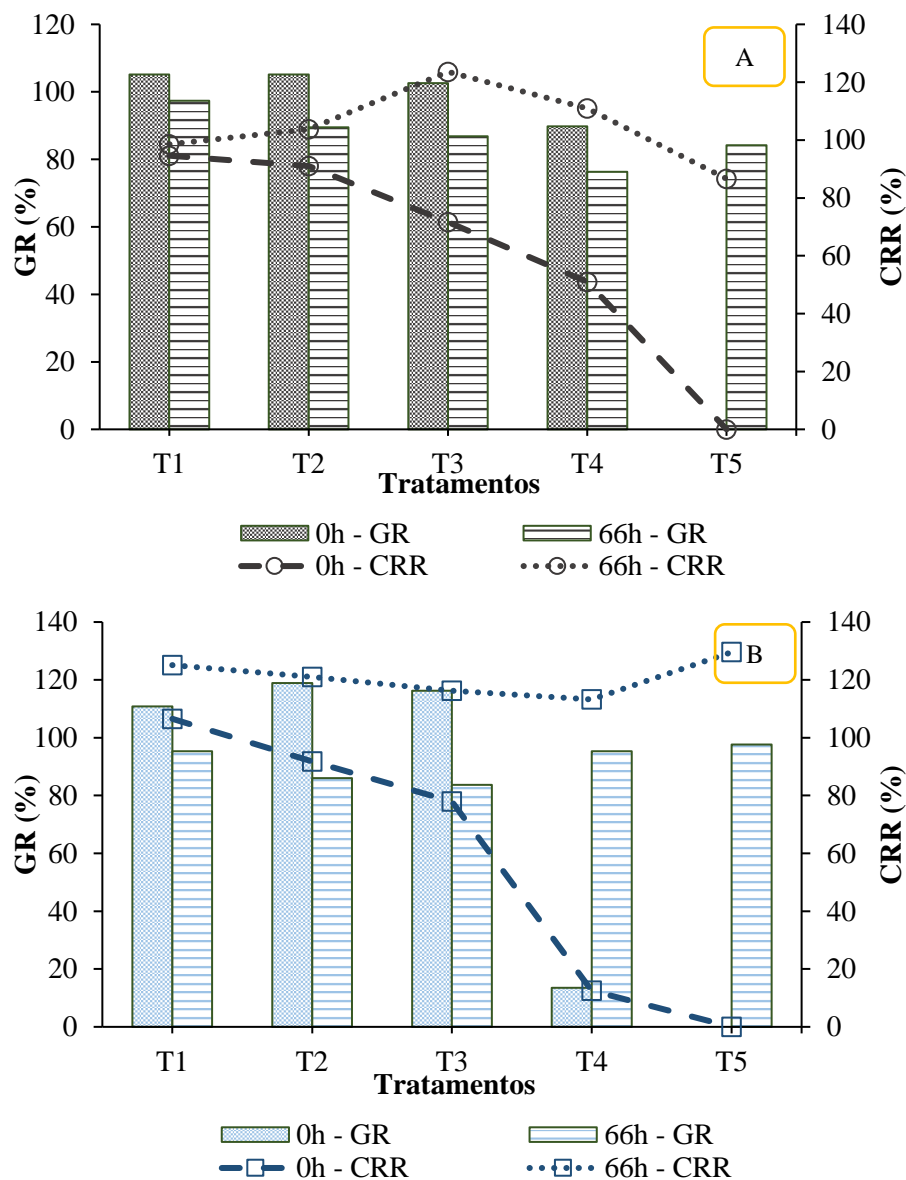 A
120
100
80
60
40
20
0
GR (%)
140
120
100
80
60
40
20
0
CRR (%)
T1 T2 T3 T4 T5
Tratamentos
0h - GR 66h - GR
0h - CRR 66h - CRR
B
140
120
100
80
60
40
20
0
GR (%)
140
120
100
80
60
40
20
0
CRR (%)
T1 T2 T3 T4 T5
Tratamentos
0h - GR 66h - GR
0h - CRR 66h - CRR